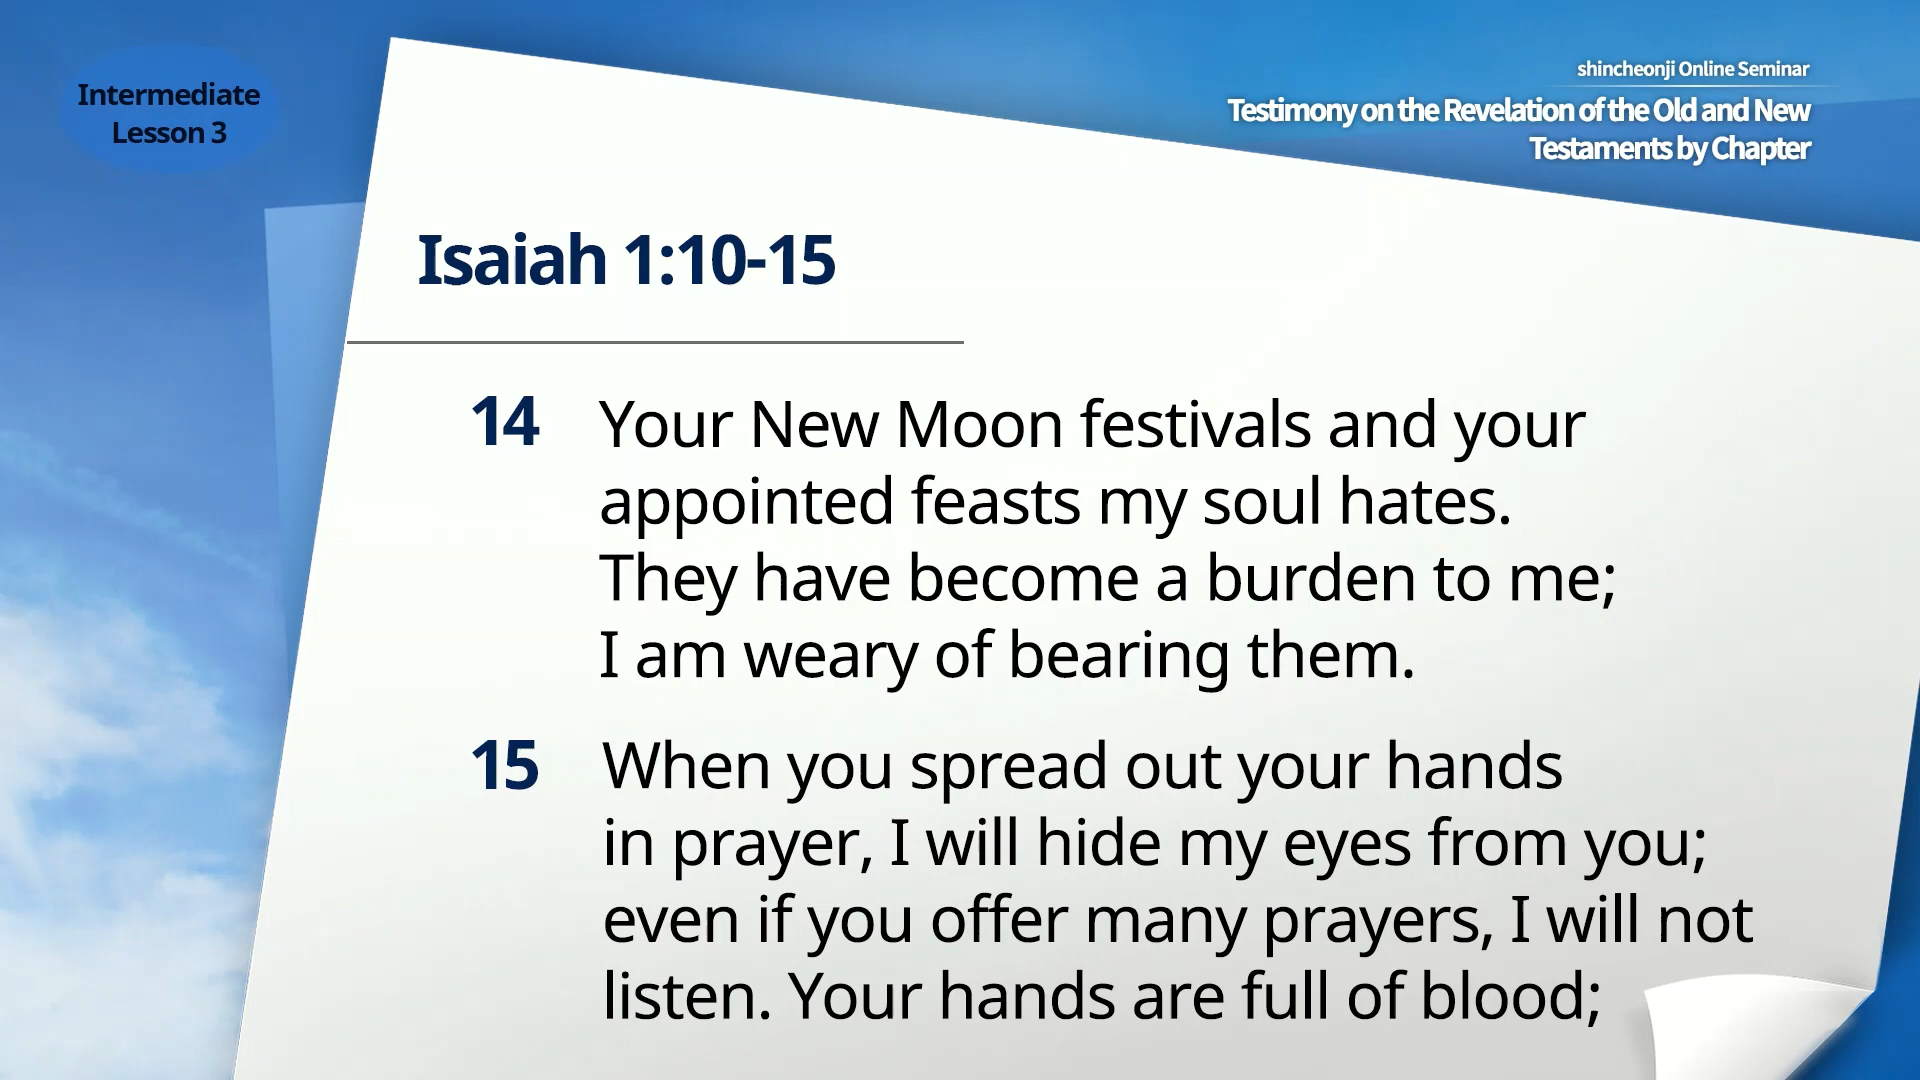 Intermediate
Lesson 3
shincheonji Online Seminar
Testimony on the Revelation of the Old and New
Testaments by Chapter
Isaiah 1:10-15
14 Your New Moon festivals and your
appointed feasts my soul hates.
They have become a burden to me;
I am weary of bearing them.
15 When you spread out your hands
in prayer, I will hide my eyes from you;
even if you offer many prayers, I will not
listen. Your hands are full of blood;